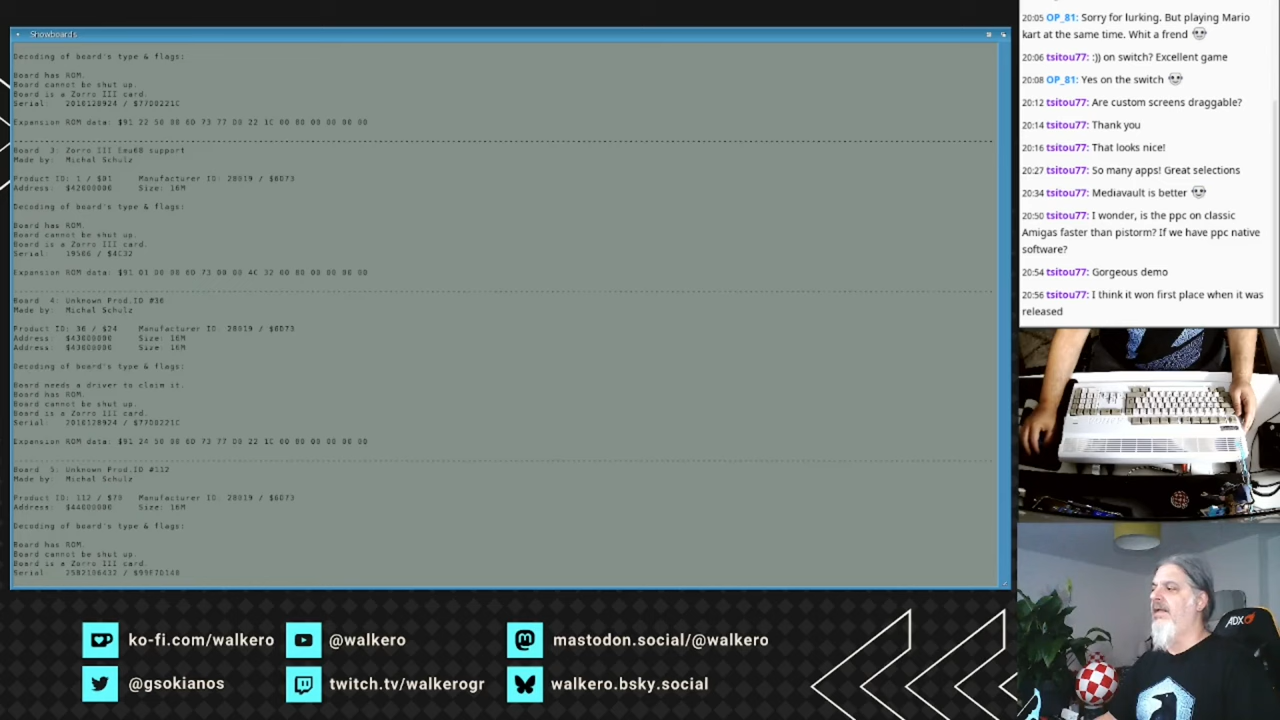 Showboards
Decoding of board's type & flags:
Board has ROM.
Board cannot be shut up.
Board is a Zorro III card.
Serial: 2010128924 / $77D0221C
Expansion ROM data: $91 22 50 00 6D 73 77 D0 22 1C 00 00 00 00 00 00
Board 3: Zorro III Emu68 support
Made by: Michal Schulz
Product ID: 1 / $01 Manufacturer ID: 28019 / $6D73
Address: $42000000 Size: 16M
Decoding of board's type & flags:
Board has ROM.
Board cannot be shut up.
Board is a Zorro III card.
Serial: 19506 / $4C32
Expansion ROM data: $91 01 00 00 6D 73 00 00 4C 32 00 00 00 00 00 00
Board 4: Unknown Prod.ID #36
Made by: Michal Schulz
Product ID: 36 / $24 Manufacturer ID: 28019 / $6D73
Address: $43000000 Size: 16M
Address: $43000000 Size: 16M
Decoding of board's type & flags:
Board needs a driver to claim it.
Board has ROM.
Board cannot be shut up.
Board is a Zorro III card.
Serial: 2010128924 / $77D0221C
Expansion ROM data: $91 24 50 00 6D 73 77 D0 22 1C 00 00 00 00 00 00
Board 5: Unknown Prod.ID #112
Made by: Michal Schulz
Product ID: 112 / $70 Manufacturer ID: 28019 / $6D73
Address: $44000000 Size: 16M
Decoding of board's type & flags:
Board has ROM.
Board cannot be shut up.
Board is a Zorro III card.
Serial
20:05 OP_81: Sorry for lurking. But playing Mario
kart at the same time. Whit a frend
20:06 tsitou77: :)) on switch? Excellent game
20:08 OP_81: Yes on the switch
20:12 tsitou77: Are custom screens draggable?
20:14 tsitou77: Thank you
20:16 tsitou77: That looks nice!
20:27 tsitou77: So many apps! Great selections
20:34 tsitou77: Mediavault is better
20:50 tsitou77: I wonder, is the ppc on classic
Amigas faster than pistorm? If we have ppc native
software?
20:54 tsitou77: Gorgeous demo
20:56 tsitou77: I think it won first place when it was
released
ADX
ko-fi.com/walkero
@walkero
mastodon.social/@walkero
@gsokianos
twitch.tv/walkerogr
walkero.bsky.social